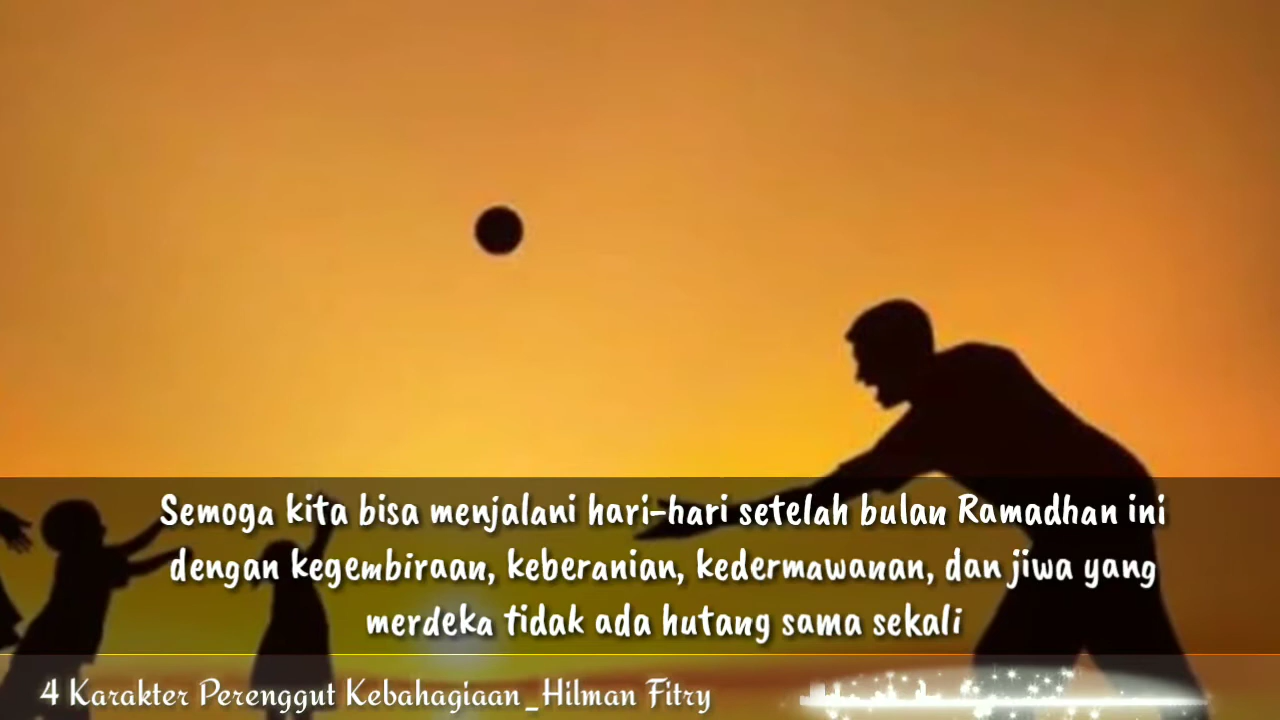 Semoga kita bisa menjalani hari-hari setelah bulan Ramadhan ini
dengan kegembiraan, keberanian, kedermawanan, dan jiwa yang
merdeka tidak ada hutang sama sekali
4 Karakter Perenggut Kebahagiaan_Hilman Fitry